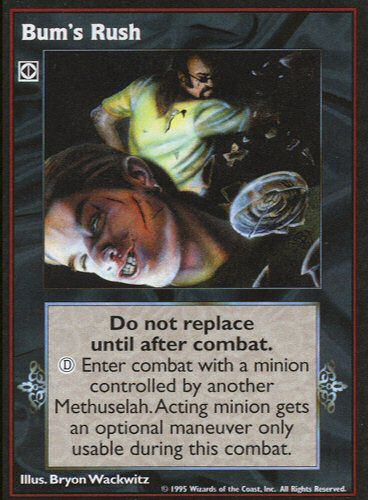 Bum's Rush
Do not replace
until after combat.
Ⓓ Enter combat with a minion
controlled by another
Methuselah. Acting minion gets
an optional maneuver only
usable during this combat.
Illus. Bryon Wackwitz
© 1995 Wizards of the Coast, Inc. All Rights Reserved.